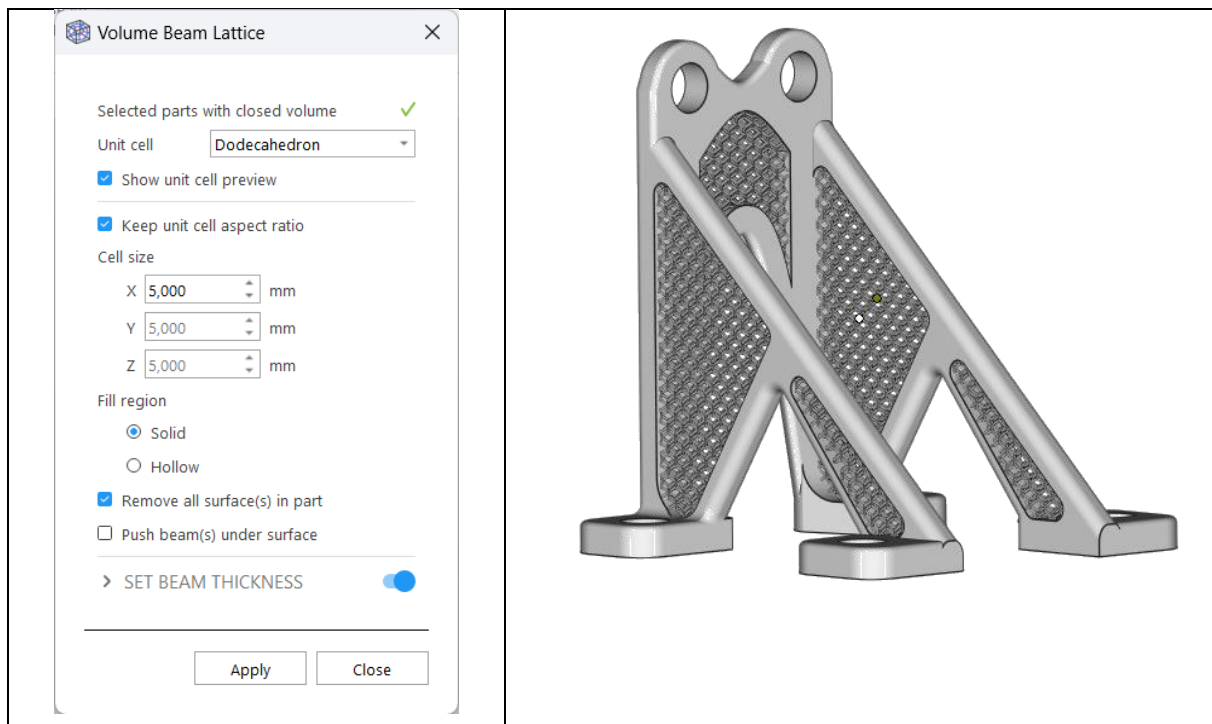 Volume Beam Lattice
Selected parts with closed volume
Unit cell Dodecahedron
Show unit cell preview
Keep unit cell aspect ratio
Cell size
X 5,000 mm
Y 5,000 mm
Z 5,000 mm
Fill region
Solid
Hollow
Remove all surface(s) in part
Push beam(s) under surface
SET BEAM THICKNESS
Apply Close